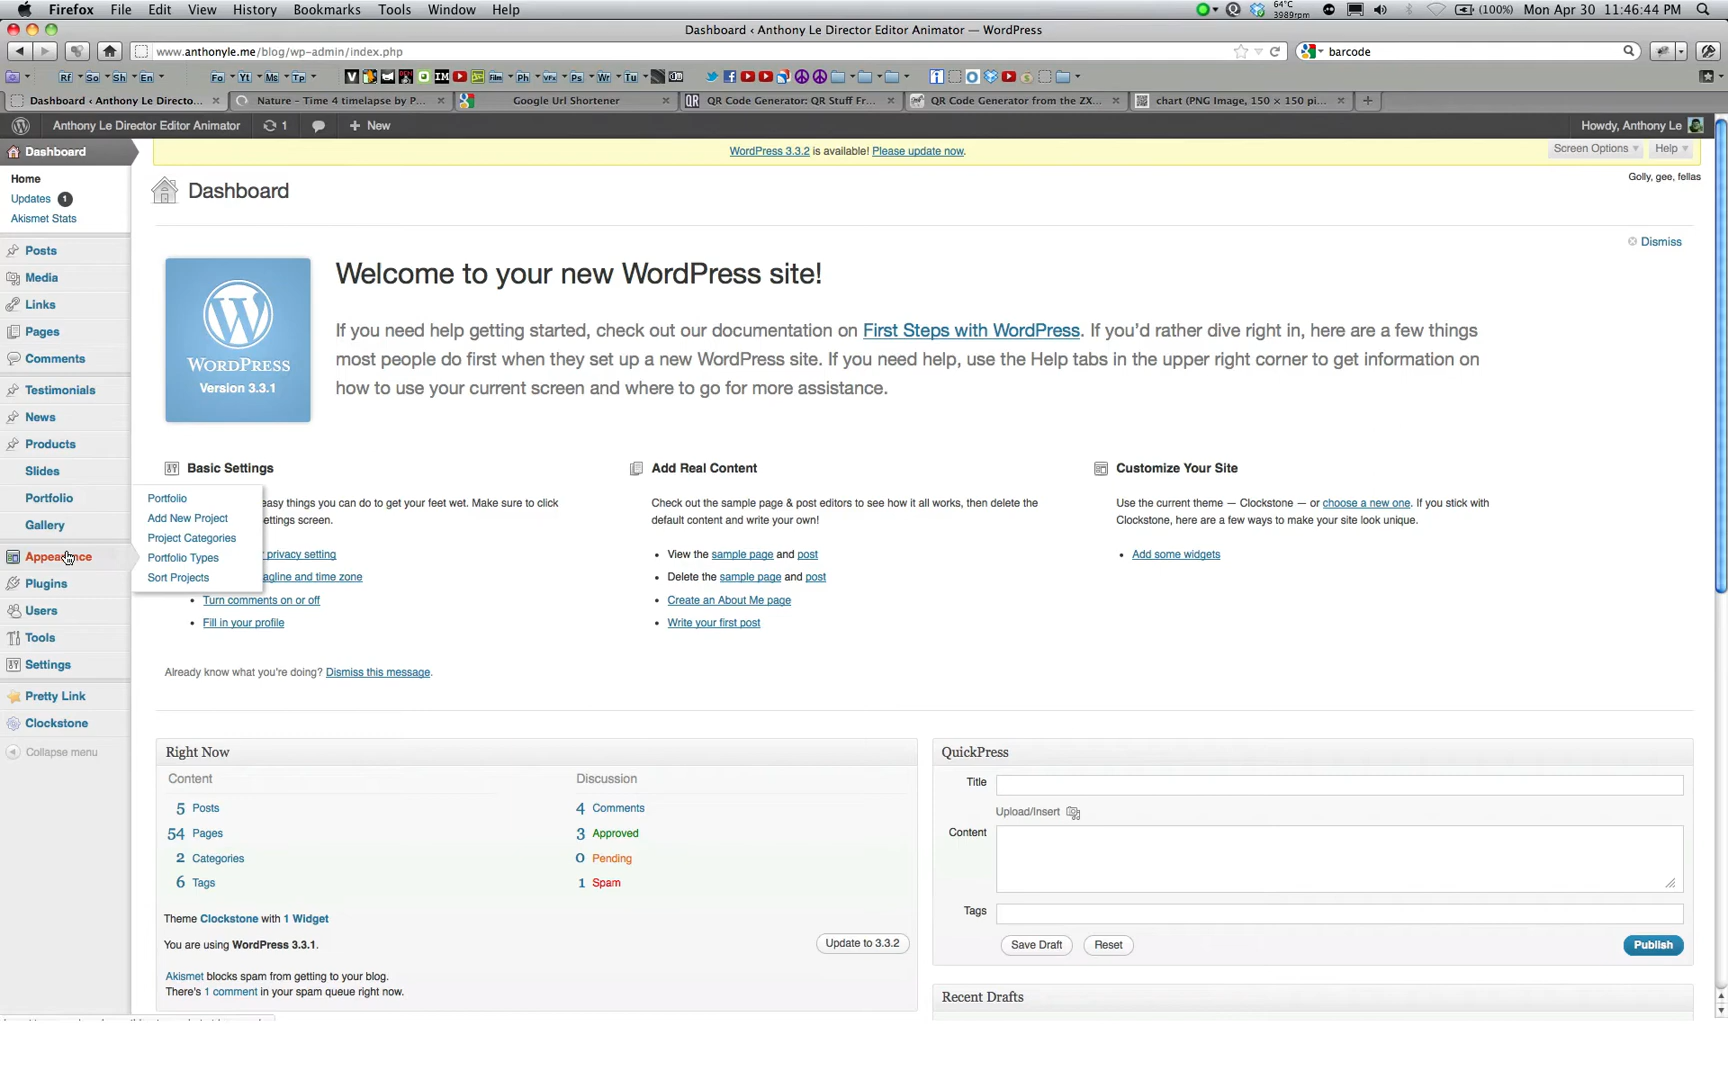 Firefox File Edit View History Bookmarks Tools Window Help
64°C
3989rpm
(100%) Mon Apr 30 11:46:44 PM
Dashboard ‹ Anthony Le Director Editor Animator — WordPress
www.anthonyle.me/blog/wp-admin/index.php
barcode
Rf So Sh En Fo Yt Ms Tp
Film Ph VFx Ps Wr Tu
Dashboard ‹ Anthony Le Directo...
Nature – Time 4 timelapse by P...
Google Url Shortener
QR Code Generator: QR Stuff Fr...
QR Code Generator from the ZX...
chart (PNG Image, 150 × 150 pi...
Anthony Le Director Editor Animator 1 + New
Howdy, Anthony Le
Dashboard
Home
Updates 1
Akismet Stats
Posts
Media
Links
Pages
Comments
Testimonials
News
Products
Slides
Portfolio
Gallery
Appearance
Plugins
Users
Tools
Settings
Pretty Link
Clockstone
Collapse menu
Portfolio
Add New Project
Project Categories
Portfolio Types
Sort Projects
WordPress 3.3.2 is available! Please update now.
Screen Options Help
Golly, gee, fellas
Dashboard
Dismiss
WORDPRESS
Version 3.3.1
Welcome to your new WordPress site!
If you need help getting started, check out our documentation on First Steps with WordPress. If you'd rather dive right in, here are a few things
most people do first when they set up a new WordPress site. If you need help, use the Help tabs in the upper right corner to get information on
how to use your current screen and where to go for more assistance.
Basic Settings
easy things you can do to get your feet wet. Make sure to click
ettings screen.
privacy setting
agline and time zone
Turn comments on or off
Fill in your profile
Add Real Content
Check out the sample page & post editors to see how it all works, then delete the
default content and write your own!
View the sample page and post
Delete the sample page and post
Create an About Me page
Write your first post
Customize Your Site
Use the current theme — Clockstone — or choose a new one. If you stick with
Clockstone, here are a few ways to make your site look unique.
Add some widgets
Already know what you're doing? Dismiss this message.
Right Now
Content
5 Posts
54 Pages
2 Categories
6 Tags
Discussion
4 Comments
3 Approved
0 Pending
1 Spam
Theme Clockstone with 1 Widget
You are using WordPress 3.3.1.
Update to 3.3.2
Akismet blocks spam from getting to your blog.
There's 1 comment in your spam queue right now.
QuickPress
Title
Upload/Insert
Content
Tags
Save Draft Reset Publish
Recent Drafts